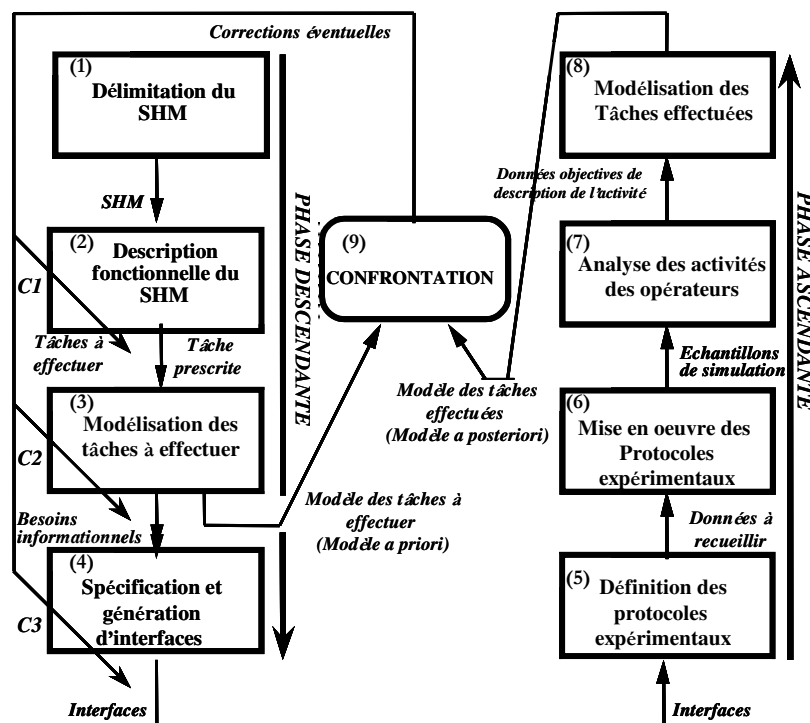 Corrections éventuelles
(1)
Délimitation du
SHM
SHM
(2)
Description
fonctionnelle du
SHM
C1
Tâches à
effectuer
Tâche
prescrite
(3)
Modélisation des
tâches à effectuer
C2
Besoins
informationnels
(4)
Spécification et
génération
d'interfaces
C3
Interfaces
PHASE DESCENDANTE
Modèle des tâches à
effectuer
(Modèle a priori)
(9)
CONFRONTATION
Modèle des tâches
effectuées
(Modèle a posteriori)
(8)
Modélisation des
Tâches effectuées
Données objectives de
description de l'activité
(7)
Analyse des activités
des opérateurs
Echantillons
de simulation
(6)
Mise en oeuvre des
Protocoles
expérimentaux
Données à
recueillir
(5)
Définition des
protocoles
expérimentaux
Interfaces
PHASE ASCENDANTE